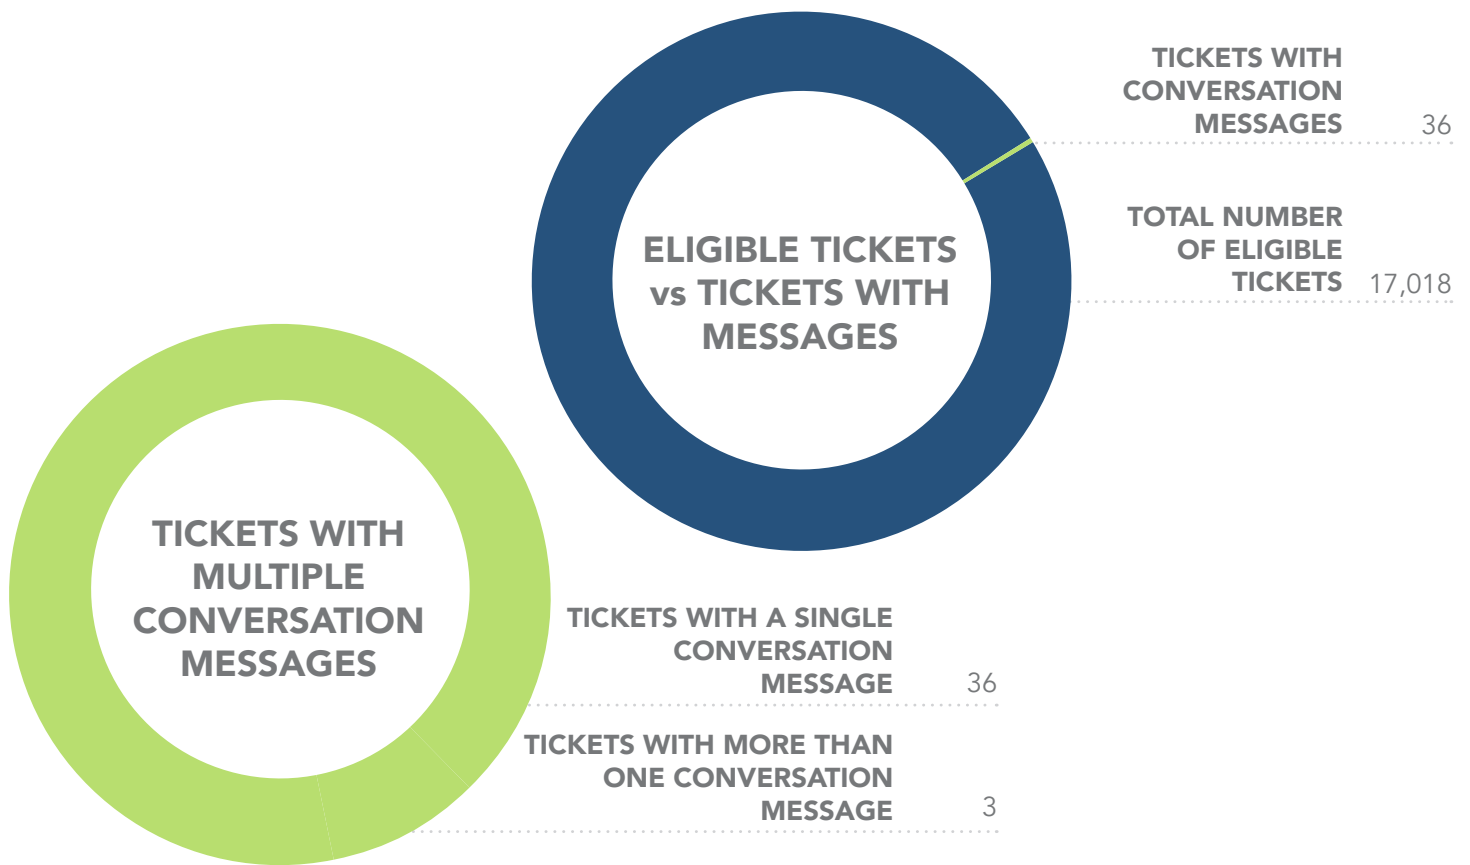 ELIGIBLE TICKETS
vs TICKETS WITH
MESSAGES
TICKETS WITH
CONVERSATION
MESSAGES 36
TOTAL NUMBER
OF ELIGIBLE
TICKETS 17,018
TICKETS WITH
MULTIPLE
CONVERSATION
MESSAGES
TICKETS WITH A SINGLE
CONVERSATION
MESSAGE 36
TICKETS WITH MORE THAN
ONE CONVERSATION
MESSAGE 3